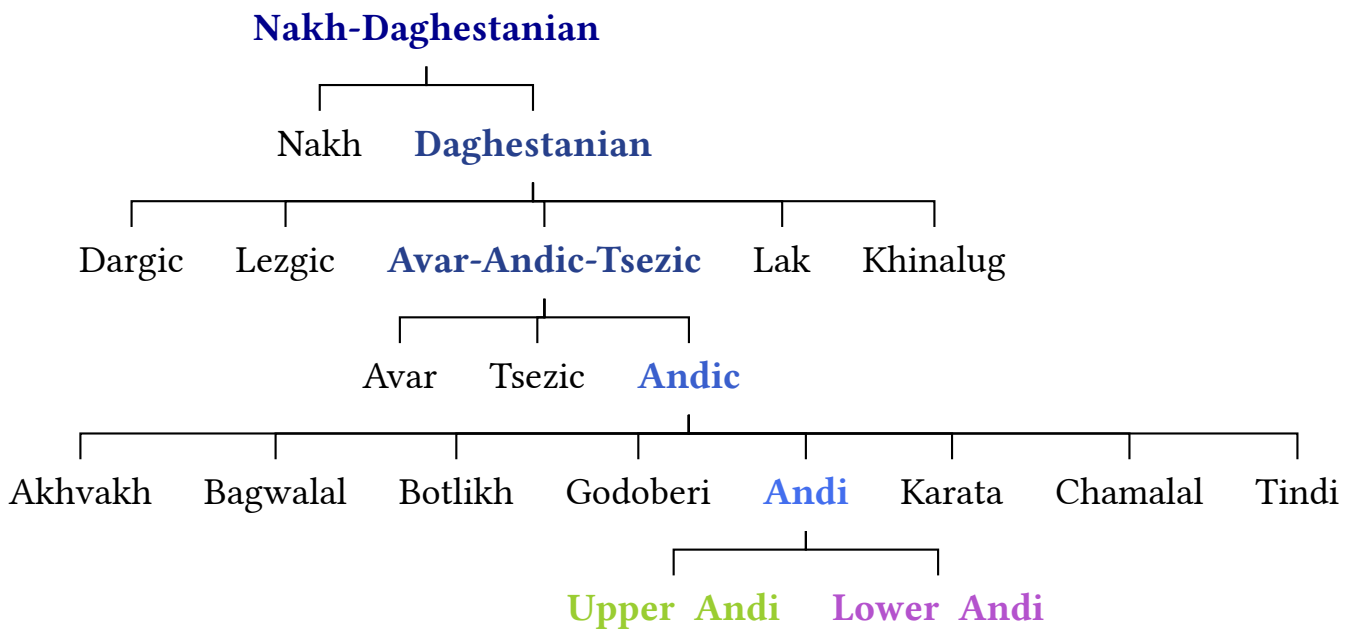 Nakh-Daghestanian
Nakh Daghestanian
Dargic Lezgic Avar-Andic-Tsezic Lak Khinalug
Avar Tsezic Andic
Akhvakh Bagwalal Botlikh Godoberi Andi Karata Chamalal Tindi
Upper Andi Lower Andi